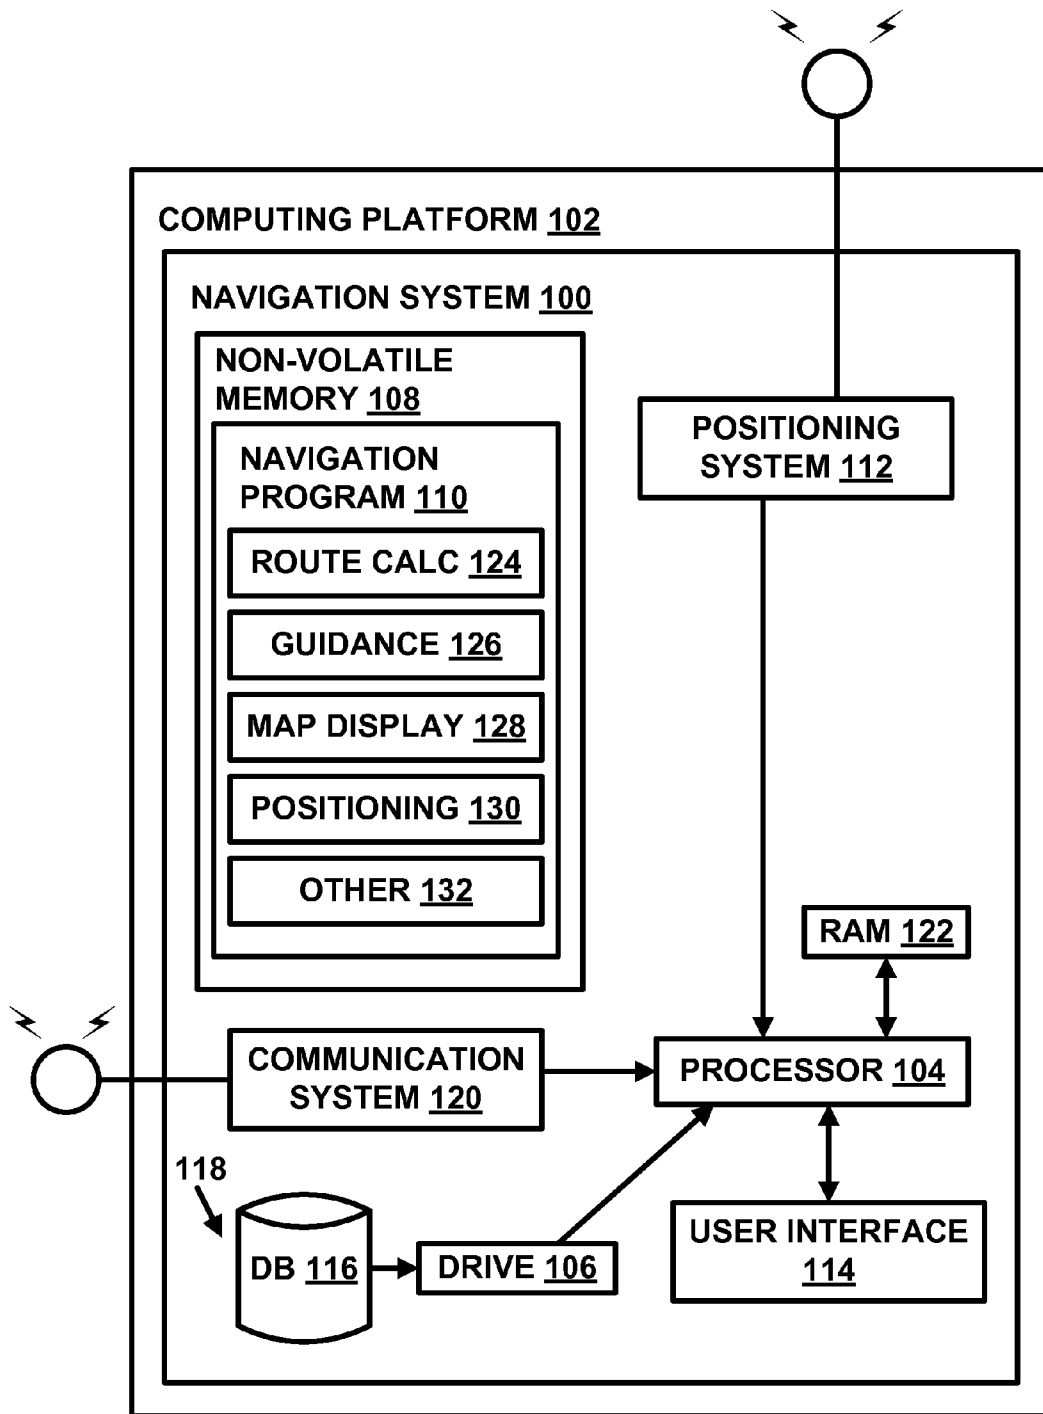 COMPUTING PLATFORM 102
NAVIGATION SYSTEM 100
NON-VOLATILE
MEMORY 108
NAVIGATION
PROGRAM 110
ROUTE CALC 124
GUIDANCE 126
MAP DISPLAY 128
POSITIONING 130
OTHER 132
POSITIONING
SYSTEM 112
RAM 122
COMMUNICATION
SYSTEM 120
PROCESSOR 104
118
DB 116
DRIVE 106
USER INTERFACE
114